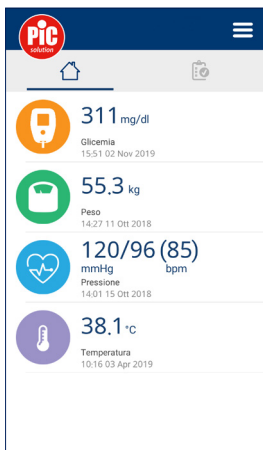 PiC
solution
311 mg/dl
Glicemia
15:51 02 Nov 2019
55.3 kg
Peso
14:27 11 Ott 2018
120/96 (85)
mmHg bpm
Pressione
14:01 15 Ott 2018
38.1 °C
Temperatura
10:16 03 Apr 2019